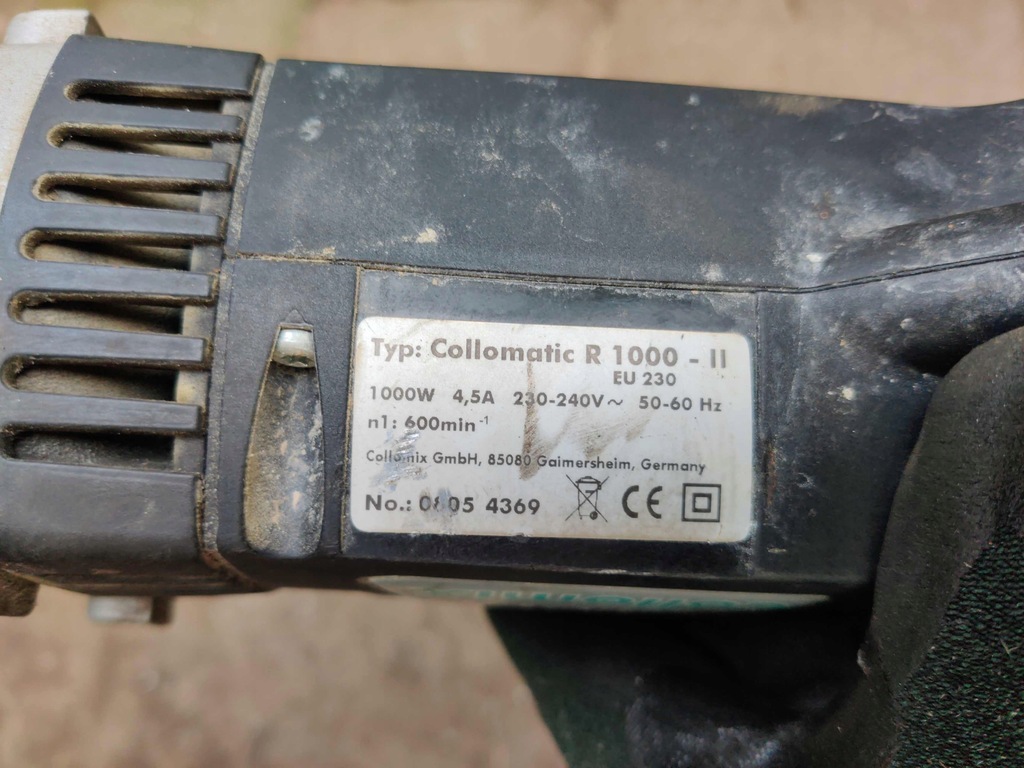 Typ: Collomatic R 1000 - II
EU 230
1000W 4,5A 230-240V~ 50-60 Hz
n1: 600min⁻¹
Collomix GmbH, 85080 Gaimersheim, Germany
No.: 0805 4369
CE